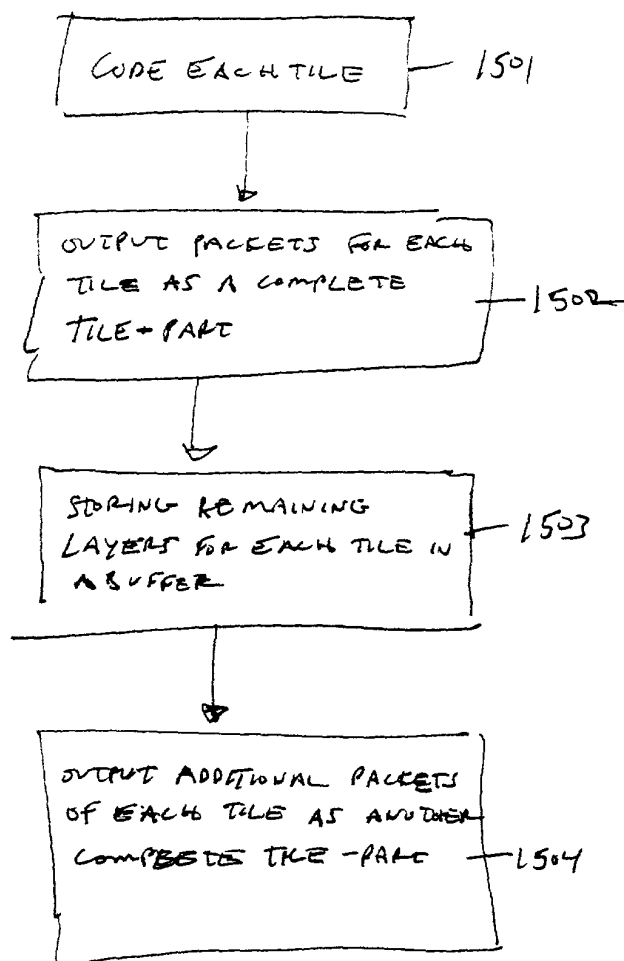 CODE EACH TILE
1501
OUTPUT PACKETS FOR EACH
TILE AS A COMPLETE
TILE-PART
1502
STORING REMAINING
LAYERS FOR EACH TILE IN
A BUFFER
1503
OUTPUT ADDITIONAL PACKETS
OF EACH TILE AS ANOTHER
COMPLETE TILE-PART
1504